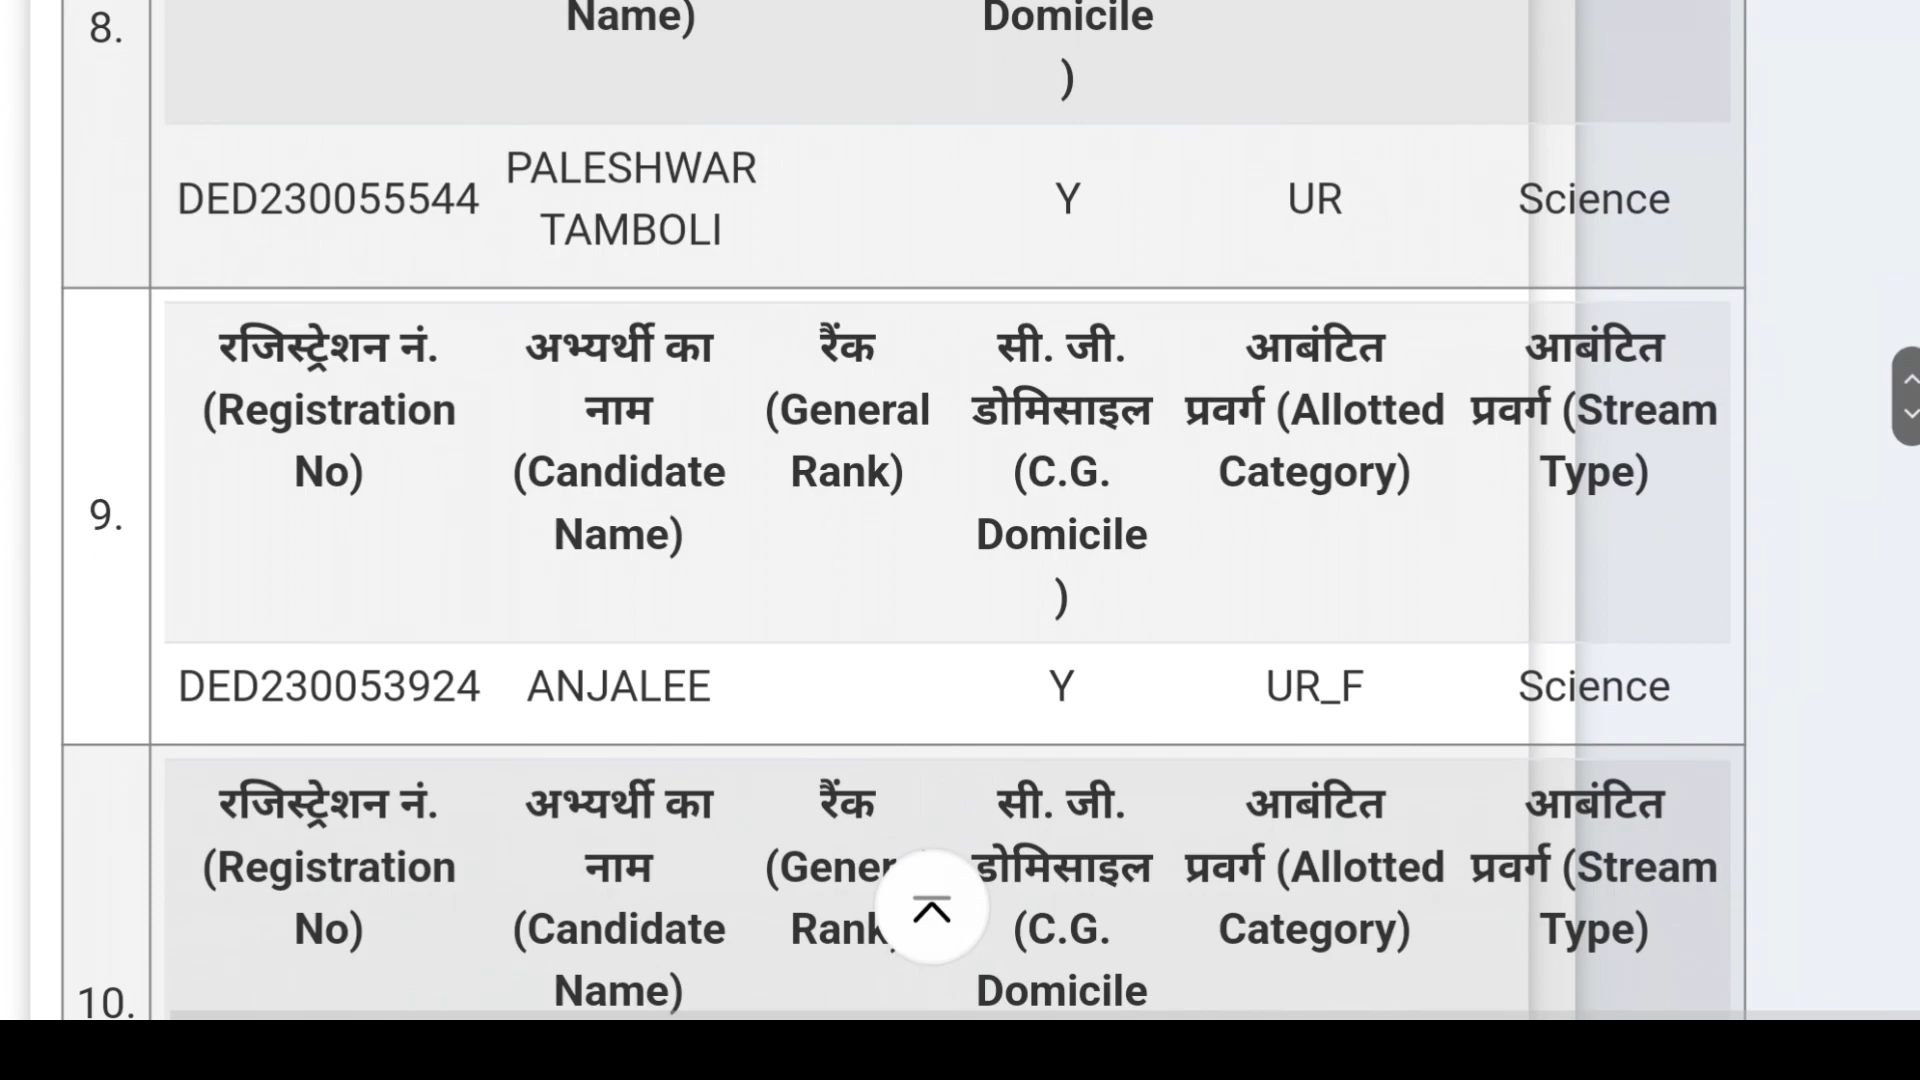 8.
Name)
Domicile
)
DED230055544 PALESHWAR TAMBOLI Y UR Science
9.
रजिस्ट्रेशन नं. अभ्यर्थी का रैंक सी. जी. आबंटित आबंटित
(Registration नाम (General डोमिसाइल प्रवर्ग (Allotted प्रवर्ग (Stream
No) (Candidate Rank) (C.G. Category) Type)
Name) Domicile
)
DED230053924 ANJALEE Y UR_F Science
रजिस्ट्रेशन नं. अभ्यर्थी का रैंक सी. जी. आबंटित आबंटित
(Registration नाम (Gener डोमिसाइल प्रवर्ग (Allotted प्रवर्ग (Stream
No) (Candidate Rank (C.G. Category) Type)
10. Name) Domicile